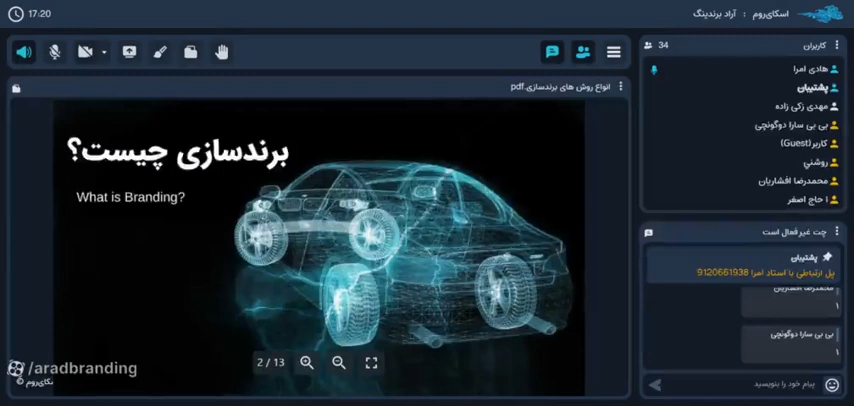 17:20
اسکای‌روم : آراد برندینگ
انواع روش های برندسازی.pdf
برندسازی چیست؟
What is Branding?
2 / 13
/aradbranding
اسکای‌روم ©
کاربران
34
هادی امرا
پشتیبان
مهدی زکی زاده
بی بی سارا دوگونچی
کاربر(Guest)
روشني
محمدرضا افشاریان
ا حاج اصغر
چت غیر فعال است
پشتیبان
پل ارتباطی با استاد امرا 9120661938
محمدرضا افشاریان
۱
بی بی سارا دوگونچی
۱
پیام خود را بنویسید